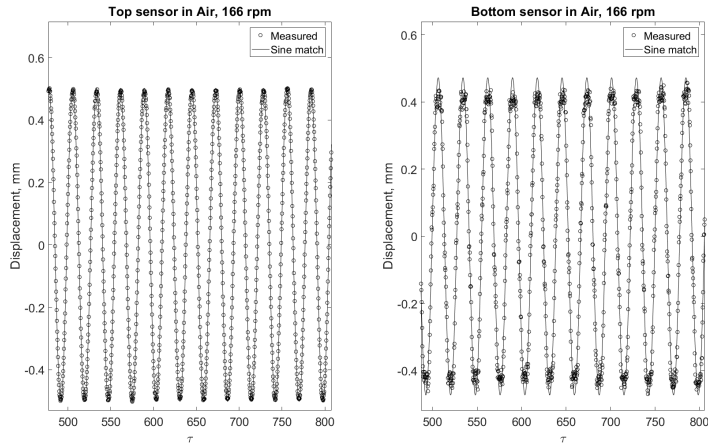 Top sensor in Air, 166 rpm
Measured
Sine match
0.6
0.4
0.2
0
-0.2
-0.4
Displacement, mm
500 550 600 650 700 750 800
τ
Bottom sensor in Air, 166 rpm
Measured
Sine match
0.6
0.4
0.2
0
-0.2
-0.4
Displacement, mm
500 550 600 650 700 750 800
τ